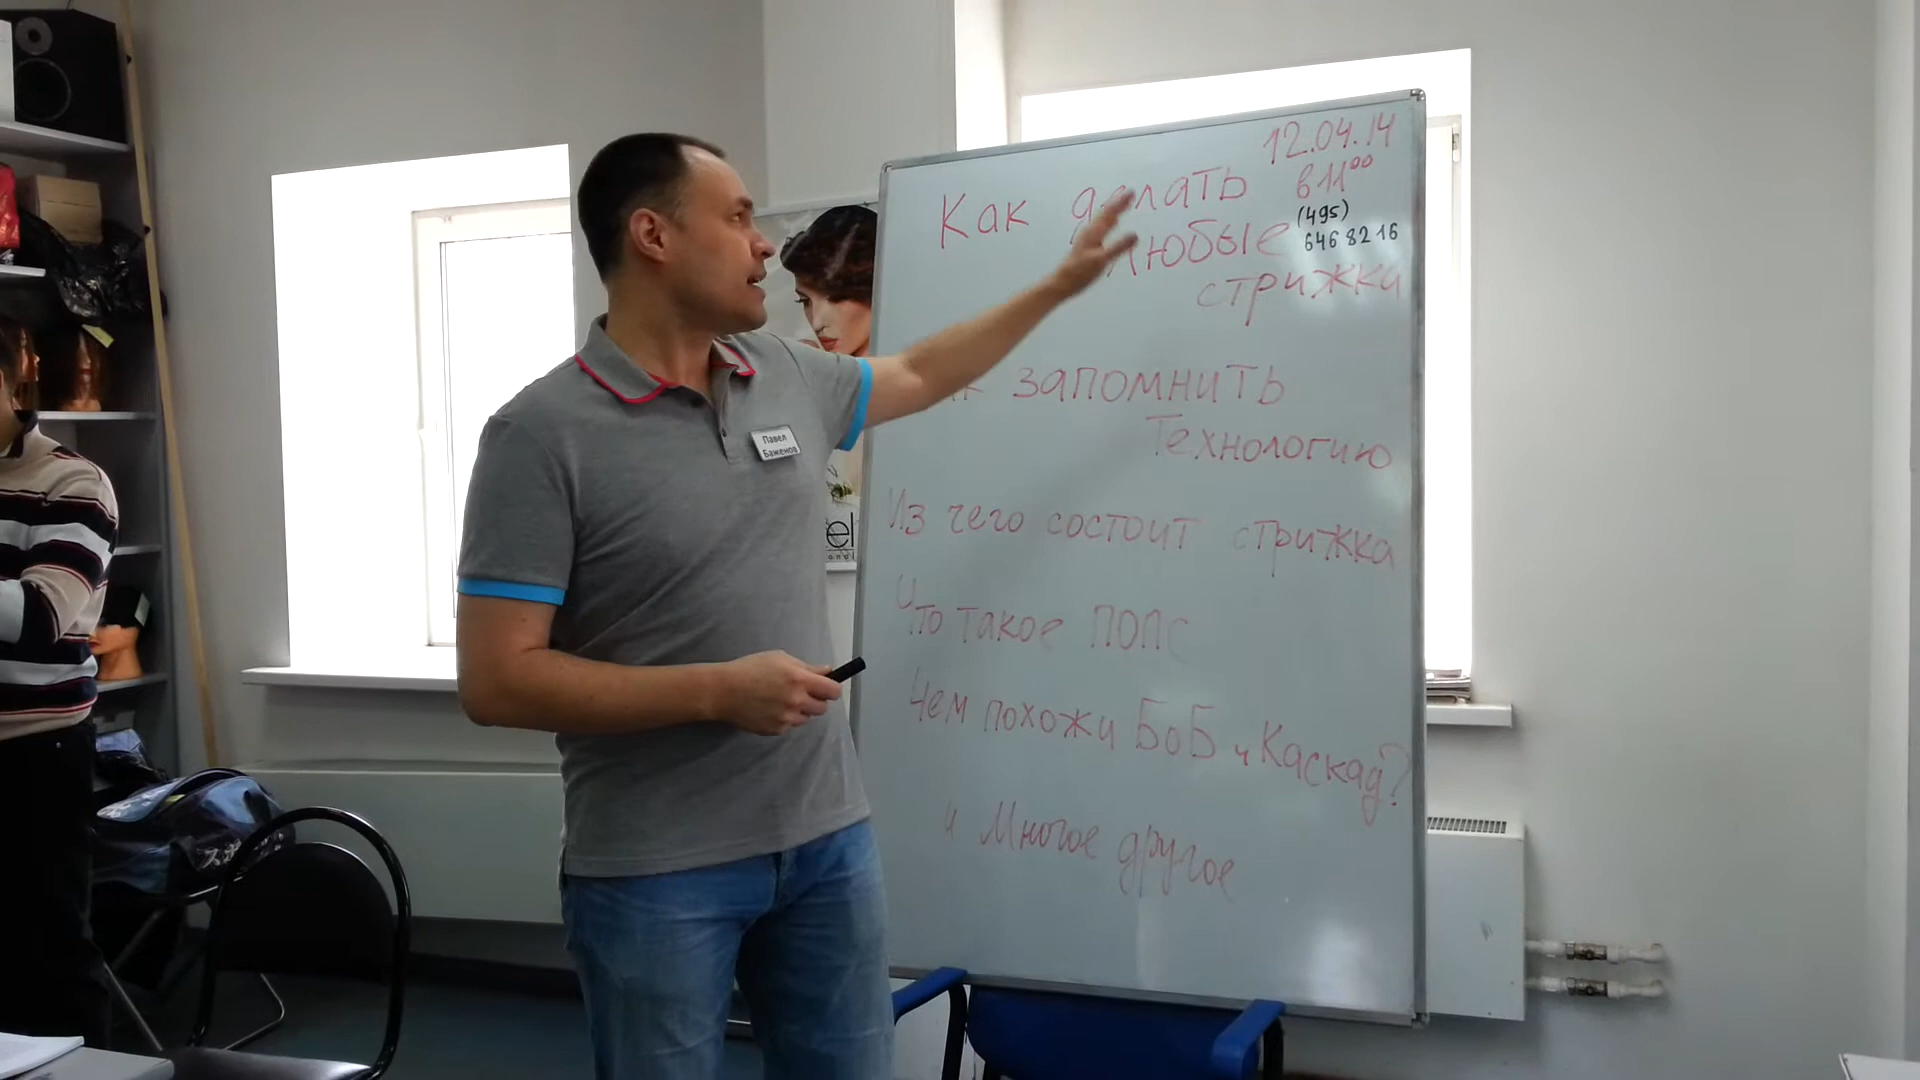 12.04.14
в 11⁰⁰
(495)
646 82 16
Как делать
любые
стрижки
запомнить
Технологию
Из чего состоит стрижка
Что такое ПОПС
Чем похожи БоБ и Каскад?
и Многое другое
Павел
Баженов